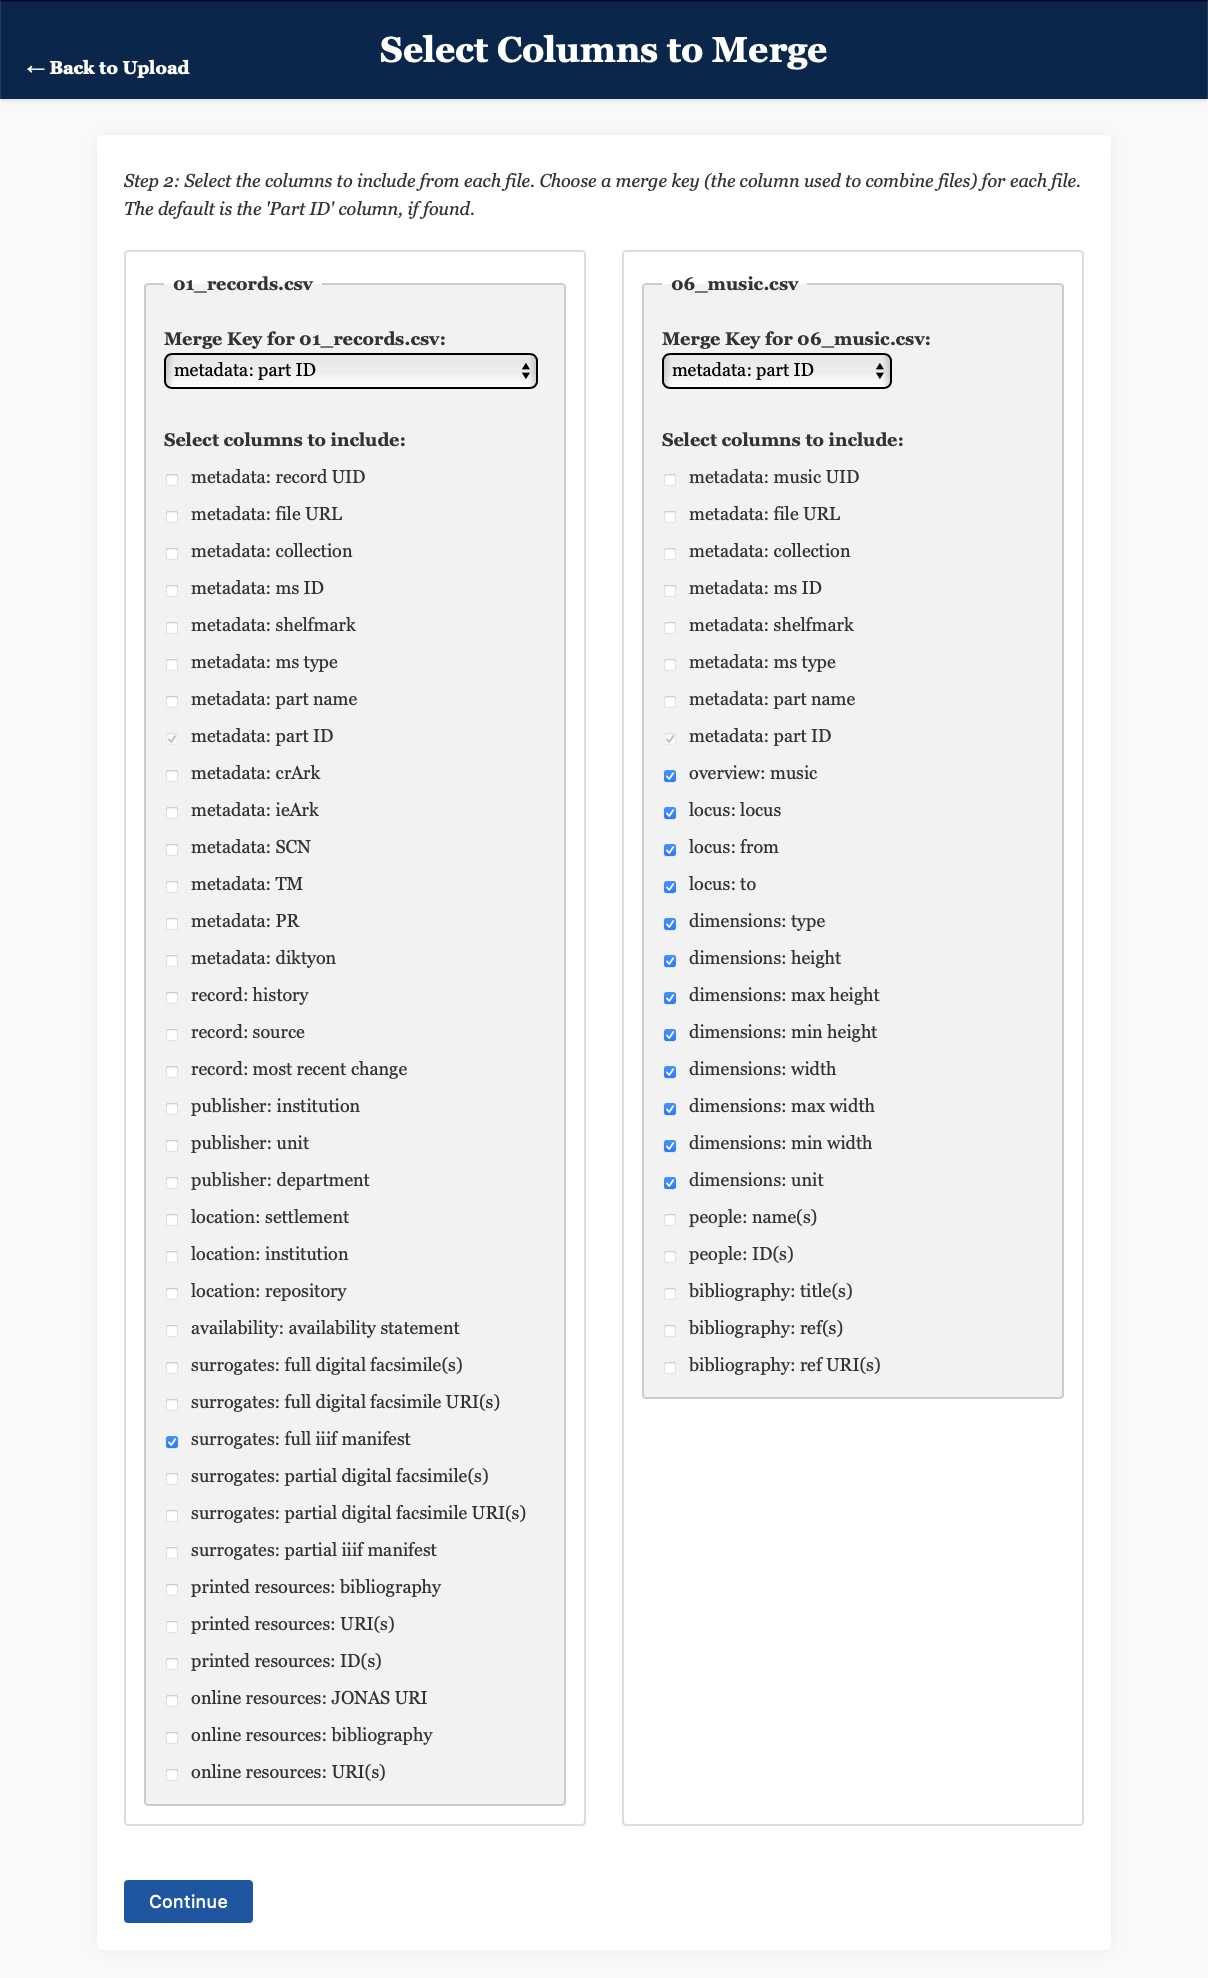 Select Columns to Merge
← Back to Upload
Step 2: Select the columns to include from each file. Choose a merge key (the column used to combine files) for each file.
The default is the 'Part ID' column, if found.
01_records.csv
Merge Key for 01_records.csv:
metadata: part ID
Select columns to include:
metadata: record UID
metadata: file URL
metadata: collection
metadata: ms ID
metadata: shelfmark
metadata: ms type
metadata: part name
metadata: part ID
metadata: crArk
metadata: ieArk
metadata: SCN
metadata: TM
metadata: PR
metadata: diktyon
record: history
record: source
record: most recent change
publisher: institution
publisher: unit
publisher: department
location: settlement
location: institution
location: repository
availability: availability statement
surrogates: full digital facsimile(s)
surrogates: full digital facsimile URI(s)
surrogates: full iiif manifest
surrogates: partial digital facsimile(s)
surrogates: partial digital facsimile URI(s)
surrogates: partial iiif manifest
printed resources: bibliography
printed resources: URI(s)
printed resources: ID(s)
online resources: JONAS URI
online resources: bibliography
online resources: URI(s)
06_music.csv
Merge Key for 06_music.csv:
metadata: part ID
Select columns to include:
metadata: music UID
metadata: file URL
metadata: collection
metadata: ms ID
metadata: shelfmark
metadata: ms type
metadata: part name
metadata: part ID
overview: music
locus: locus
locus: from
locus: to
dimensions: type
dimensions: height
dimensions: max height
dimensions: min height
dimensions: width
dimensions: max width
dimensions: min width
dimensions: unit
people: name(s)
people: ID(s)
bibliography: title(s)
bibliography: ref(s)
bibliography: ref URI(s)
Continue